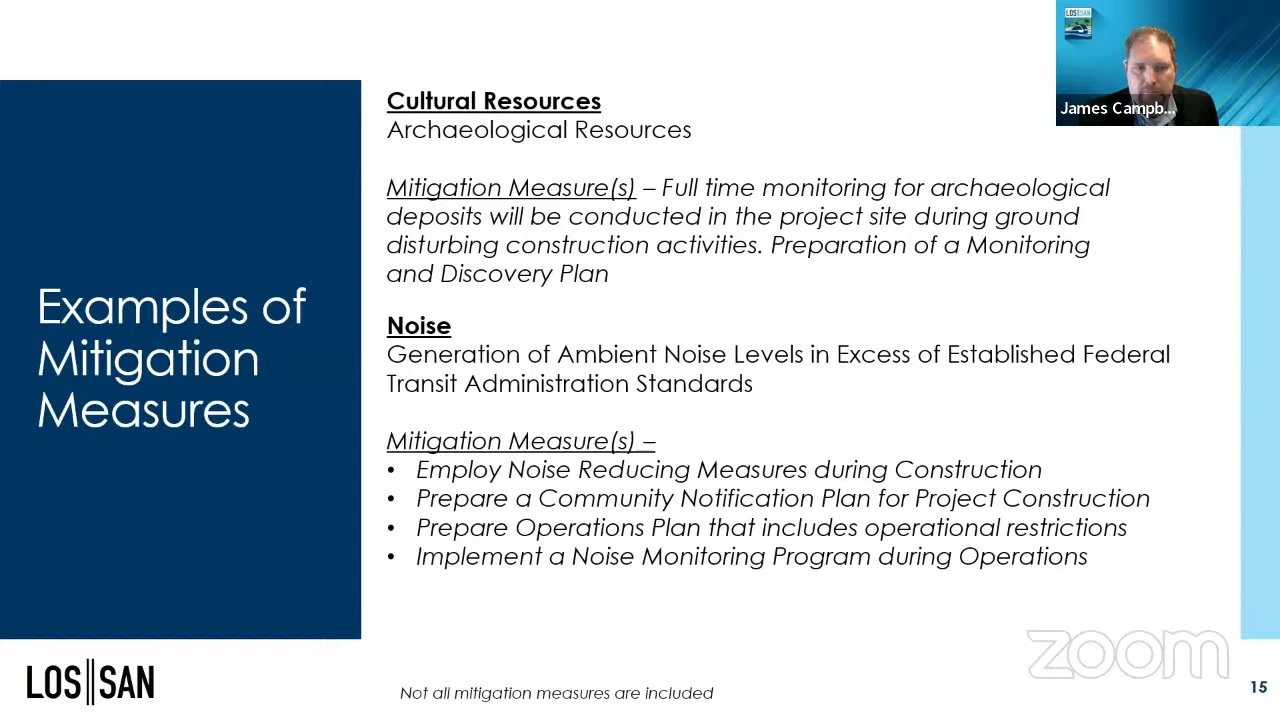 LOS SAN
James Campb...
Cultural Resources
Archaeological Resources
Mitigation Measure(s) – Full time monitoring for archaeological
deposits will be conducted in the project site during ground
disturbing construction activities. Preparation of a Monitoring
and Discovery Plan
Examples of
Mitigation
Measures
Noise
Generation of Ambient Noise Levels in Excess of Established Federal
Transit Administration Standards
Mitigation Measure(s) –
• Employ Noise Reducing Measures during Construction
• Prepare a Community Notification Plan for Project Construction
• Prepare Operations Plan that includes operational restrictions
• Implement a Noise Monitoring Program during Operations
zoom
LOS SAN
Not all mitigation measures are included
15